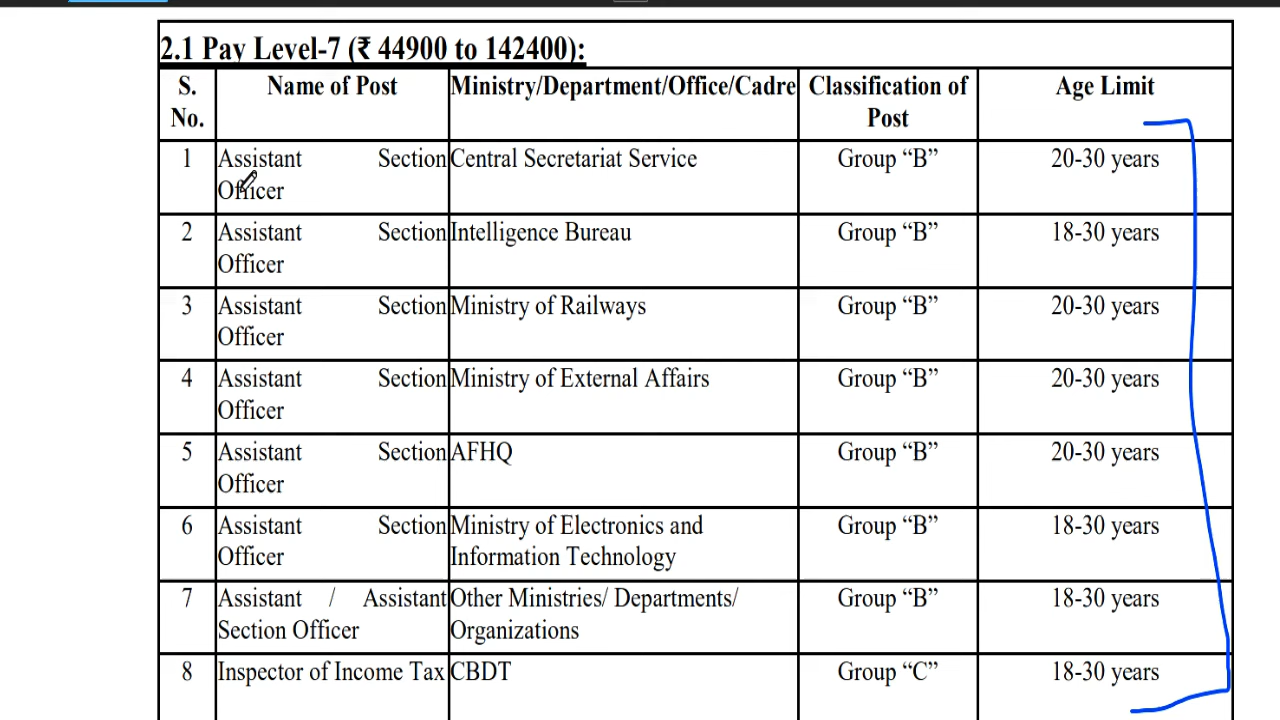 2.1 Pay Level-7 (₹ 44900 to 142400):
S. No. Name of Post Ministry/Department/Office/Cadre Classification of Post Age Limit
1 Assistant Section Central Secretariat Service Group “B” 20-30 years
Officer
2 Assistant Section Intelligence Bureau Group “B” 18-30 years
Officer
3 Assistant Section Ministry of Railways Group “B” 20-30 years
Officer
4 Assistant Section Ministry of External Affairs Group “B” 20-30 years
Officer
5 Assistant Section AFHQ Group “B” 20-30 years
Officer
6 Assistant Section Ministry of Electronics and Group “B” 18-30 years
Officer Information Technology
7 Assistant / Assistant Other Ministries/ Departments/ Group “B” 18-30 years
Section Officer Organizations
8 Inspector of Income Tax CBDT Group “C” 18-30 years